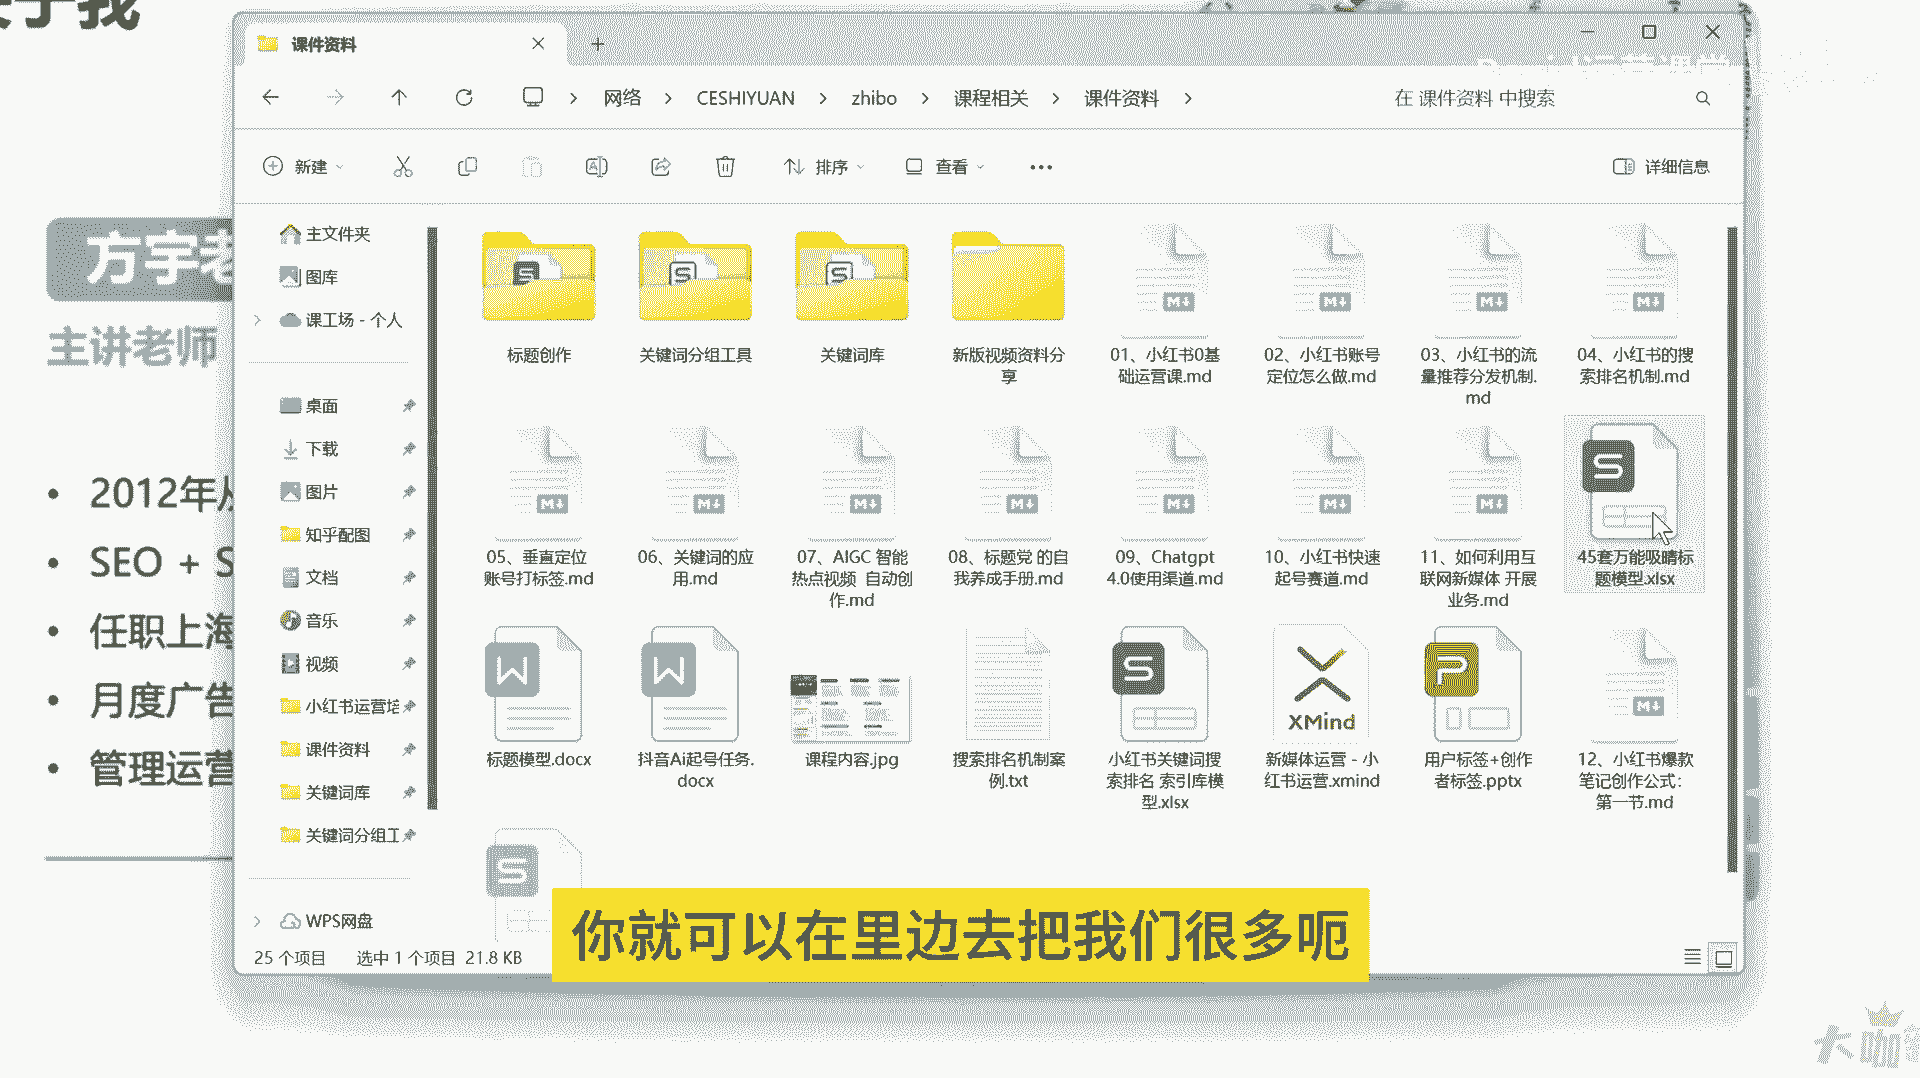 课件资料
网络 CESHIYUAN zhibo 课程相关 课件资料
在 课件资料 中搜索
新建 排序 查看 详细信息
方宇老
主讲老师
2012年从
SEO + S
任职上海
月度广告
管理运营
主文件夹
图库
课工场 - 个人
桌面
下载
图片
知乎配图
文档
音乐
视频
小红书运营培
课件资料
关键词库
关键词分组工
WPS网盘
标题创作
关键词分组工具
关键词库
新版视频资料分
享
01、小红书0基
础运营课.md
02、小红书账号
定位怎么做.md
03、小红书的流
量推荐分发机制.
md
04、小红书的搜
索排名机制.md
05、垂直定位
账号打标签.md
06、关键词的应
用.md
07、AIGC 智能
热点视频 自动创
作.md
08、标题党 的自
我养成手册.md
09、Chatgpt
4.0使用渠道.md
10、小红书快速
起号赛道.md
11、如何利用互
联网新媒体 开展
业务.md
45套万能吸睛标
题模型.xlsx
标题模型.docx
抖音Ai起号任务.
docx
课程内容.jpg
搜索排名机制案
例.txt
小红书关键词搜
索排名 索引库模
型.xlsx
XMind
新媒体运营 - 小
红书运营.xmind
用户标签+创作
者标签.pptx
12、小红书爆款
笔记创作公式：
第一节.md
25 个项目 选中 1 个项目 21.8 KB
你就可以在里边去把我们很多呃
大咖